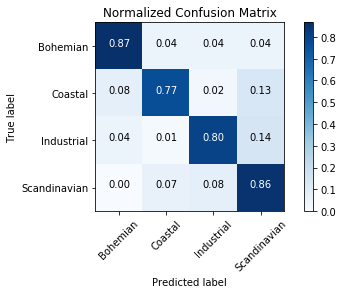 Normalized Confusion Matrix
True label
Bohemian 0.87 0.04 0.04 0.04
Coastal 0.08 0.77 0.02 0.13
Industrial 0.04 0.01 0.80 0.14
Scandinavian 0.00 0.07 0.08 0.86
Bohemian Coastal Industrial Scandinavian
Predicted label
0.8
0.7
0.6
0.5
0.4
0.3
0.2
0.1
0.0